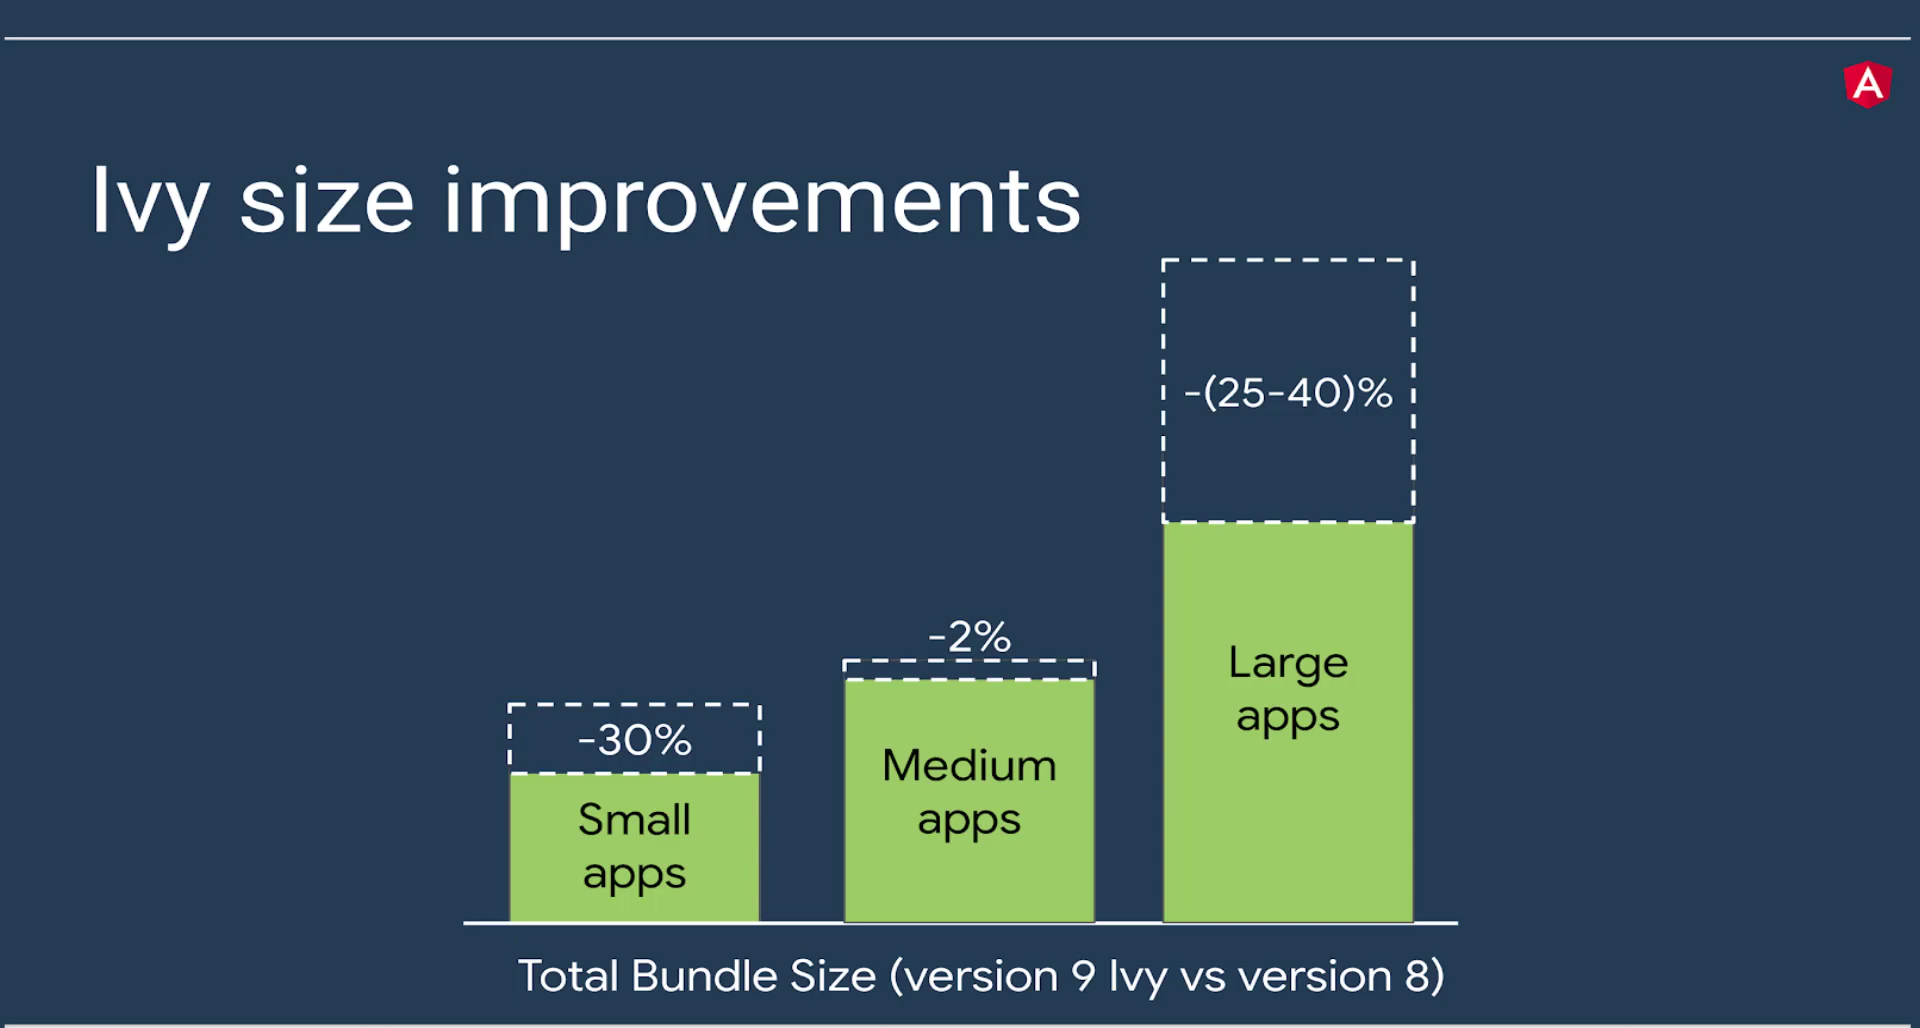 A
Ivy size improvements
-(25-40)%
-2%
-30%
Large
apps
Medium
apps
Small
apps
Total Bundle Size (version 9 Ivy vs version 8)